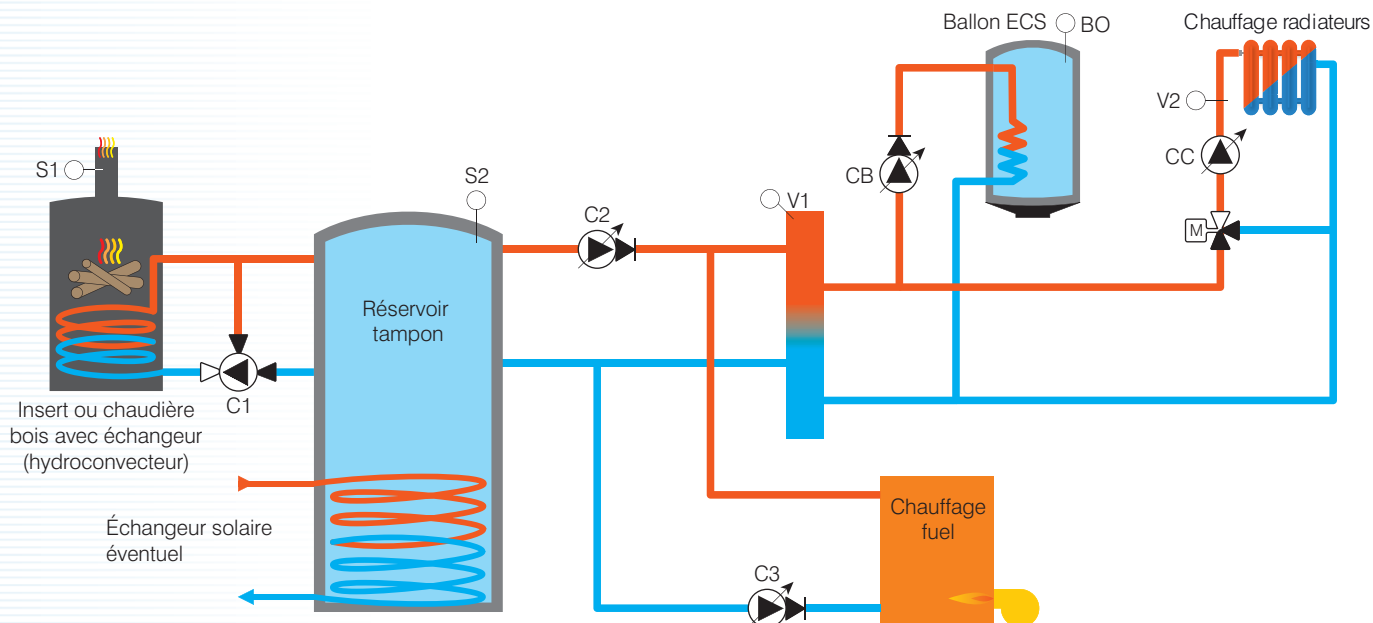 Ballon ECS
BO
Chauffage radiateurs
V2
S1
CC
CB
S2
V1
C2
M
Réservoir
tampon
C1
Insert ou chaudière
bois avec échangeur
(hydroconvecteur)
Chauffage
fuel
Échangeur solaire
éventuel
C3